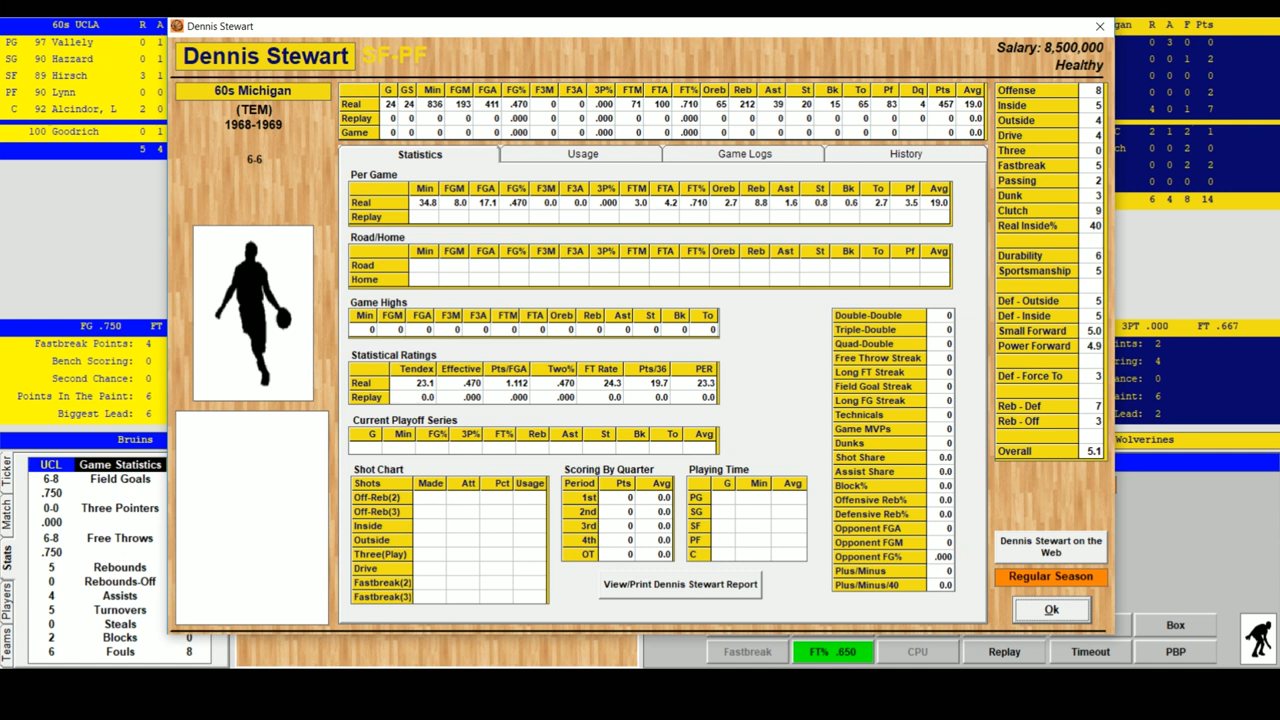 Dennis Stewart
60s UCLA R A
PG 97 Vallely 0 1
SG 90 Hazzard 0 1
SF 89 Hirsch 3 1
PF 90 Lynn 0 0
C 92 Alcindor, L 2 0
100 Goodrich 0 1
5 4
FG .750 FT
Fastbreak Points: 4
Bench Scoring: 0
Second Chance: 0
Points In The Paint: 6
Biggest Lead: 6
Bruins
Ticker
Match
Stats
Players
Teams
UCL Game Statistics
6-8 Field Goals
.750
0-0 Three Pointers
.000
6-8 Free Throws
.750
5 Rebounds
0 Rebounds-Off
4 Assists
5 Turnovers
0 Steals
2 Blocks 0
6 Fouls 8
Dennis Stewart SF-PF
Salary: 8,500,000
Healthy
60s Michigan
(TEM)
1968-1969
6-6
G GS Min FGM FGA FG% F3M F3A 3P% FTM FTA FT% Oreb Reb Ast St Bk To Pf Dq Pts Avg
Real 24 24 836 193 411 .470 0 0 .000 71 100 .710 65 212 39 20 15 65 83 4 457 19.0
Replay 0 0 0 0 0 .000 0 0 .000 0 0 .000 0 0 0 0 0 0 0 0 0 0.0
Game 0 0 0 0 0 .000 0 0 .000 0 0 .000 0 0 0 0 0 0 0 0 0 0.0
Statistics Usage Game Logs History
Per Game
Min FGM FGA FG% F3M F3A 3P% FTM FTA FT% Oreb Reb Ast St Bk To Pf Avg
Real 34.8 8.0 17.1 .470 0.0 0.0 .000 3.0 4.2 .710 2.7 8.8 1.6 0.8 0.6 2.7 3.5 19.0
Replay
Road/Home
Min FGM FGA FG% F3M F3A 3P% FTM FTA FT% Oreb Reb Ast St Bk To Pf Avg
Road
Home
Game Highs
Min FGM FGA F3M F3A FTM FTA Oreb Reb Ast St Bk To
0 0 0 0 0 0 0 0 0 0 0 0 0
Statistical Ratings
Tendex Effective Pts/FGA Two% FT Rate Pts/36 PER
Real 23.1 .470 1.112 .470 24.3 19.7 23.3
Replay 0.0 .000 .000 .000 0.0 0.0 0.0
Current Playoff Series
G Min FG% 3P% FT% Reb Ast St Bk To Avg
Shot Chart
Shots Made Att Pct Usage
Off-Reb(2)
Off-Reb(3)
Inside
Outside
Three(Play)
Drive
Fastbreak(2)
Fastbreak(3)
Scoring By Quarter
Period Pts Avg
1st 0 0.0
2nd 0 0.0
3rd 0 0.0
4th 0 0.0
OT 0 0.0
Playing Time
G Min Avg
PG
SG
SF
PF
C
View/Print Dennis Stewart Report
Double-Double 0
Triple-Double 0
Quad-Double 0
Free Throw Streak 0
Long FT Streak 0
Field Goal Streak 0
Long FG Streak 0
Technicals 0
Game MVPs 0
Dunks 0
Shot Share 0.0
Assist Share 0.0
Block% 0.0
Offensive Reb% 0.0
Defensive Reb% 0.0
Opponent FGA 0.0
Opponent FGM 0.0
Opponent FG% .000
Plus/Minus 0
Plus/Minus/40 0.0
Offense 8
Inside 5
Outside 4
Drive 4
Three 0
Fastbreak 5
Passing 2
Dunk 3
Clutch 9
Real Inside% 40
Durability 6
Sportsmanship 5
Def - Outside 5
Def - Inside 5
Small Forward 5.0
Power Forward 4.9
Def - Force To 3
Reb - Def 7
Reb - Off 3
Overall 5.1
Dennis Stewart on the
Web
Regular Season
Ok
gan R A F Pts
0 3 0 0
0 0 1 2
0 0 0 0
0 0 0 2
4 0 1 7
C 2 1 2 1
ch 0 0 2 0
0 0 2 2
0 0 0 0
6 4 8 14
3PT .000 FT .667
ints: 2
ring: 4
ance: 0
aint: 6
Lead: 2
Wolverines
Fastbreak FT% .650 CPU Replay Timeout
Box
PBP